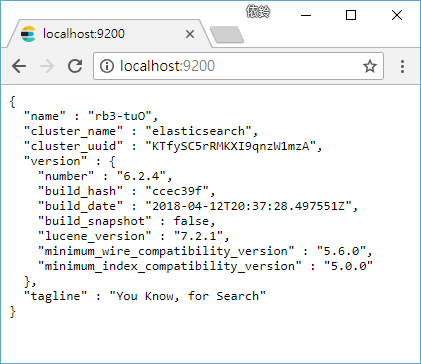 依铃
localhost:9200
localhost:9200
{
"name" : "rb3-tuO",
"cluster_name" : "elasticsearch",
"cluster_uuid" : "KTfySC5rRMKXI9qnzW1mzA",
"version" : {
"number" : "6.2.4",
"build_hash" : "ccec39f",
"build_date" : "2018-04-12T20:37:28.497551Z",
"build_snapshot" : false,
"lucene_version" : "7.2.1",
"minimum_wire_compatibility_version" : "5.6.0",
"minimum_index_compatibility_version" : "5.0.0"
},
"tagline" : "You Know, for Search"
}